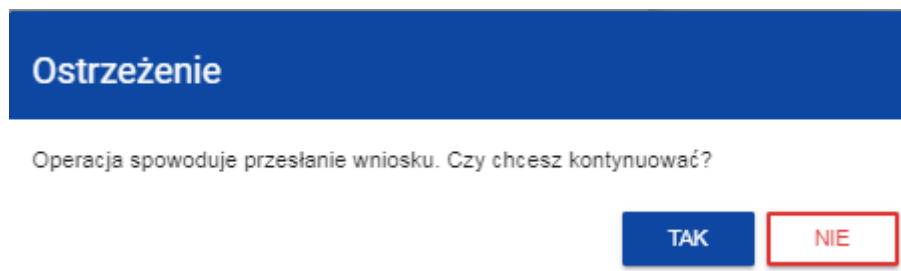 Ostrzeżenie
Operacja spowoduje przesłanie wniosku. Czy chcesz kontynuować?
TAK NIE